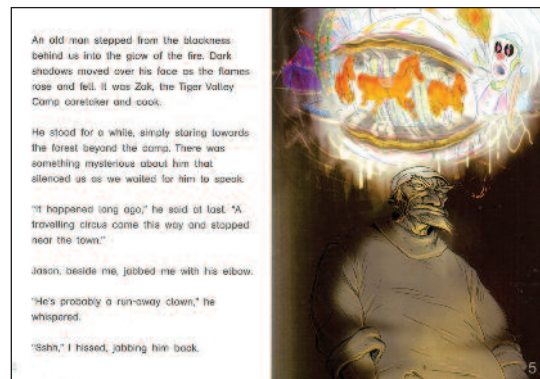 An old man stepped from the blackness
behind us into the glow of the fire. Dark
shadows moved over his face as the flames
rose and fell. It was Zak, the Tiger Valley
Camp caretaker and cook.
He stood for a while, simply staring towards
the forest beyond the camp. There was
something mysterious about him that
silenced us as we waited for him to speak.
"It happened long ago," he said at last. "A
travelling circus came this way and stopped
near the town."
Jason, beside me, jabbed me with his elbow.
"He's probably a run-away clown," he
whispered.
"Sshh," I hissed, jabbing him back.
5